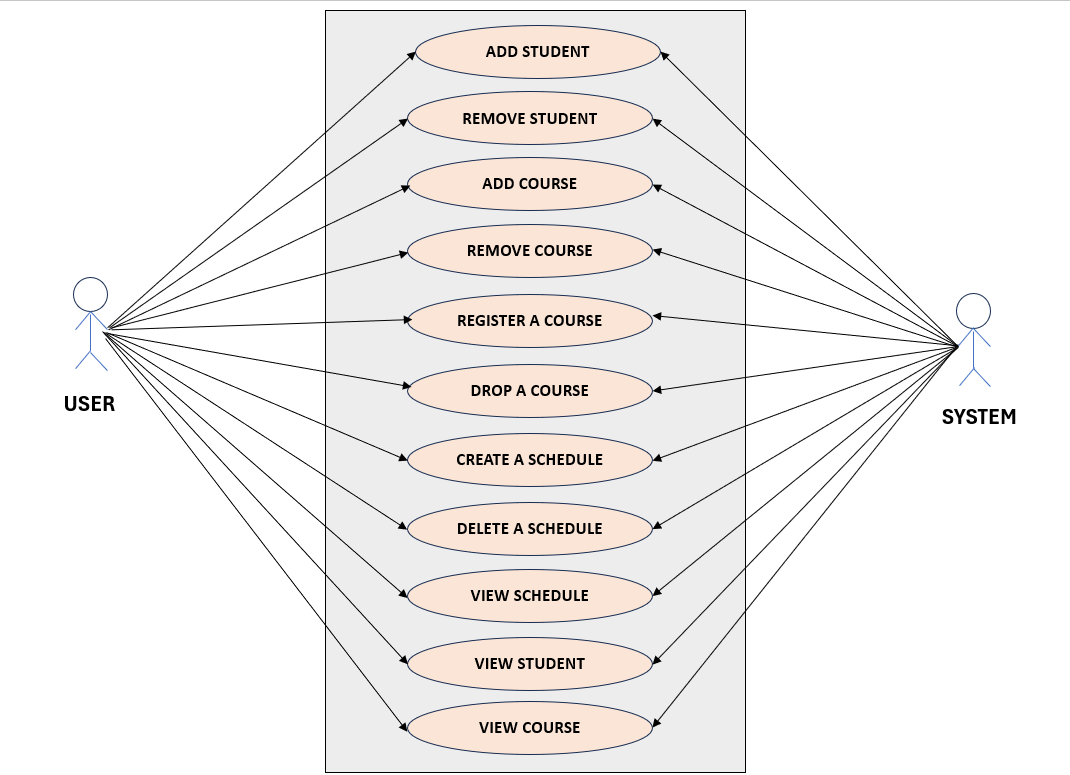 ADD STUDENT
REMOVE STUDENT
ADD COURSE
REMOVE COURSE
REGISTER A COURSE
DROP A COURSE
CREATE A SCHEDULE
DELETE A SCHEDULE
VIEW SCHEDULE
VIEW STUDENT
VIEW COURSE
USER
SYSTEM